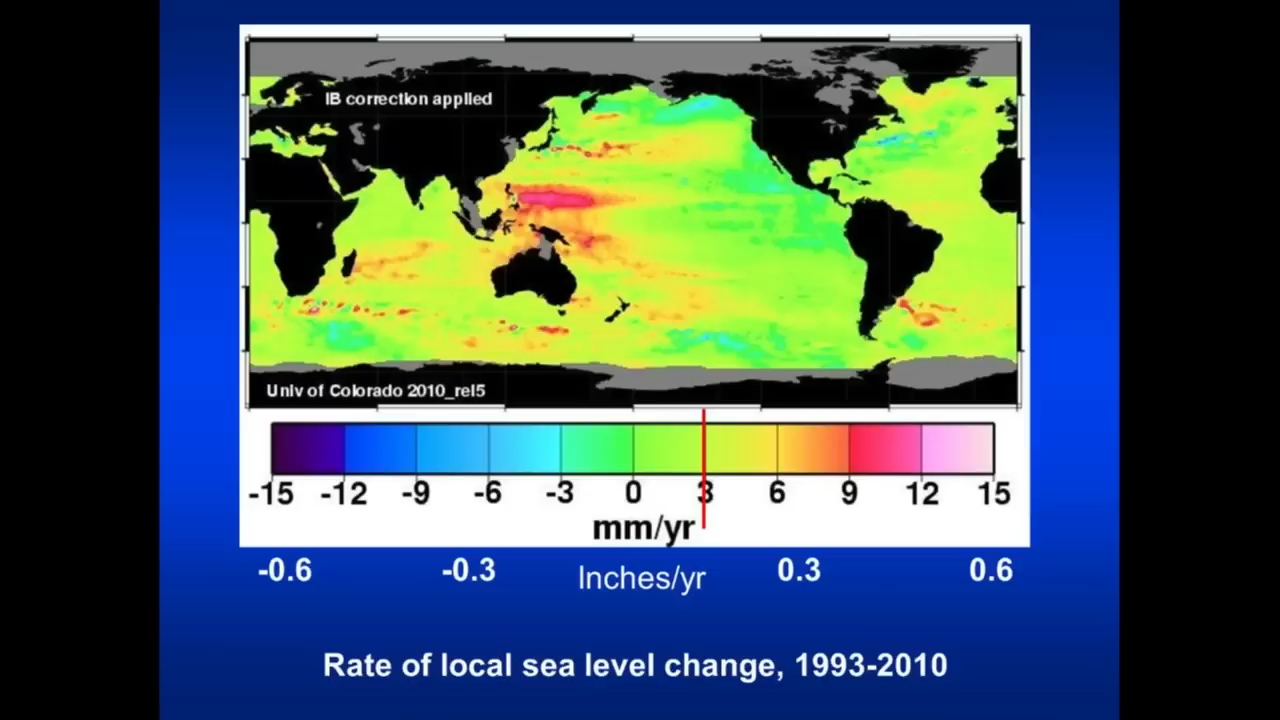 IB correction applied
Univ of Colorado 2010_rel5
-15 -12 -9 -6 -3 0 3 6 9 12 15
mm/yr
-0.6 -0.3 Inches/yr 0.3 0.6
Rate of local sea level change, 1993-2010